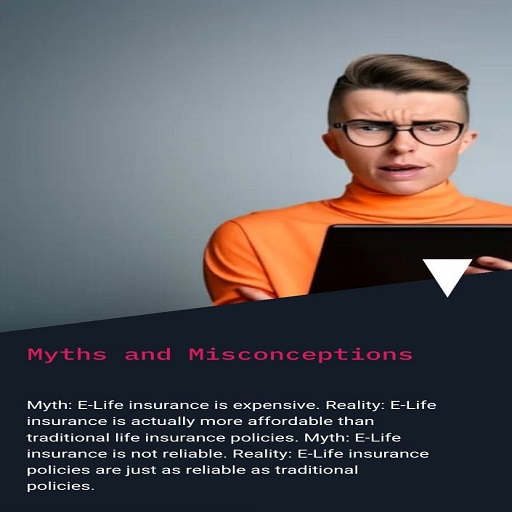 Myths and Misconceptions
Myth: E-Life insurance is expensive. Reality: E-Life
insurance is actually more affordable than
traditional life insurance policies. Myth: E-Life
insurance is not reliable. Reality: E-Life insurance
policies are just as reliable as traditional
policies.